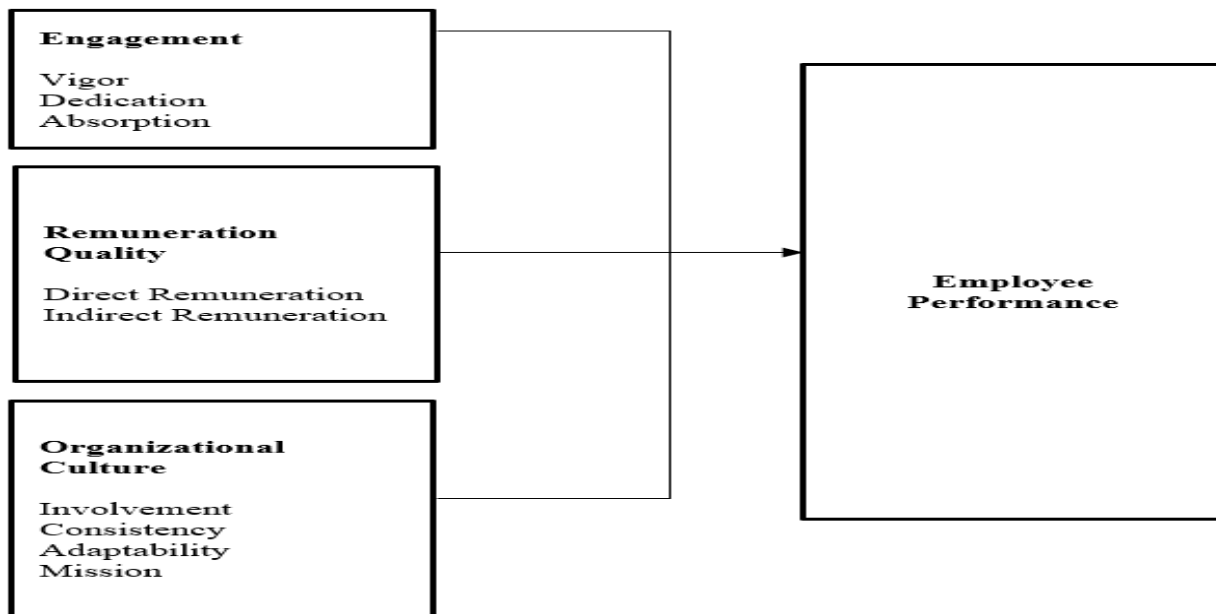 Engagement
Vigor
Dedication
Absorption
Remuneration
Quality
Direct Remuneration
Indirect Remuneration
Organizational
Culture
Involvement
Consistency
Adaptability
Mission
Employee
Performance